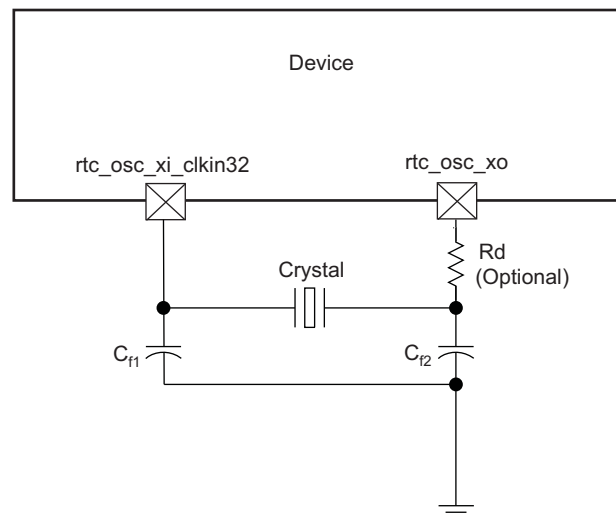 Device
rtc_osc_xi_clkin32
rtc_osc_xo
Rd
(Optional)
Crystal
Cf1
Cf2